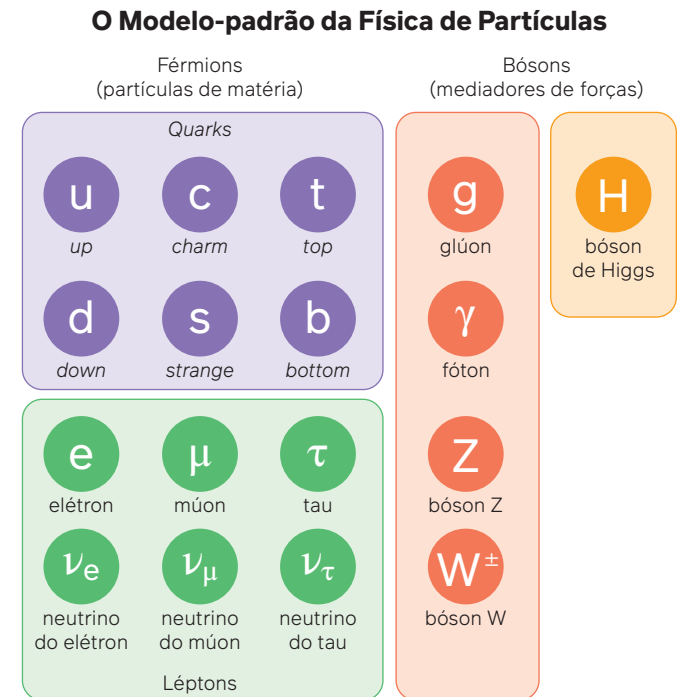 O Modelo-padrão da Física de Partículas
Férmions
(partículas de matéria)
Bósons
(mediadores de forças)
Quarks
u
up
c
charm
t
top
d
down
s
strange
b
bottom
e
elétron
μ
múon
τ
tau
νe
neutrino
do elétron
νμ
neutrino
do múon
ντ
neutrino
do tau
Léptons
g
glúon
γ
fóton
Z
bóson Z
W±
bóson W
H
bóson
de Higgs